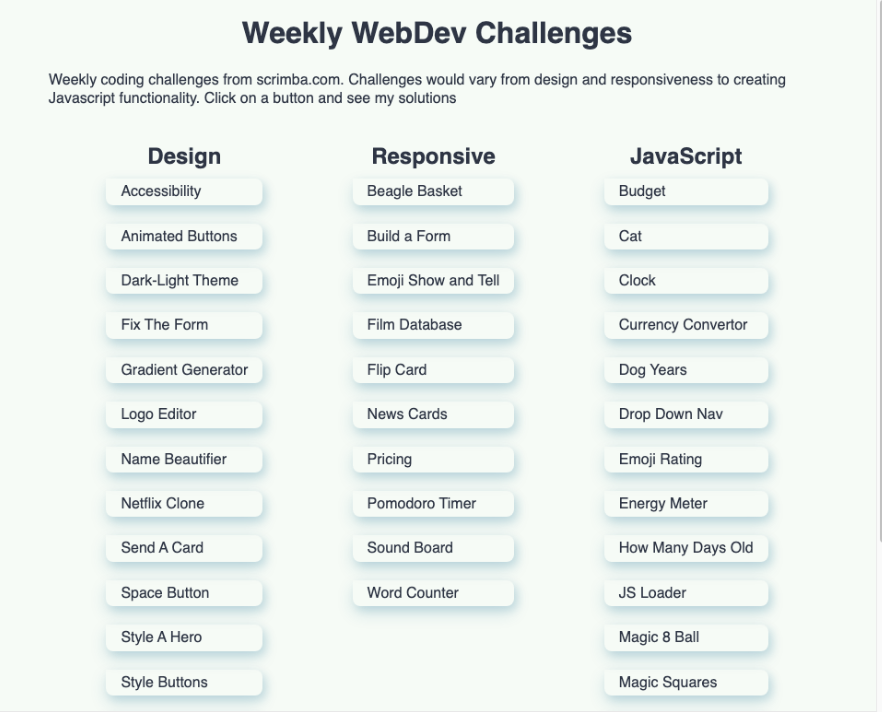 Weekly WebDev Challenges
Weekly coding challenges from scrimba.com. Challenges would vary from design and responsiveness to creating
Javascript functionality. Click on a button and see my solutions
Design
Accessibility
Animated Buttons
Dark-Light Theme
Fix The Form
Gradient Generator
Logo Editor
Name Beautifier
Netflix Clone
Send A Card
Space Button
Style A Hero
Style Buttons
Responsive
Beagle Basket
Build a Form
Emoji Show and Tell
Film Database
Flip Card
News Cards
Pricing
Pomodoro Timer
Sound Board
Word Counter
JavaScript
Budget
Cat
Clock
Currency Convertor
Dog Years
Drop Down Nav
Emoji Rating
Energy Meter
How Many Days Old
JS Loader
Magic 8 Ball
Magic Squares